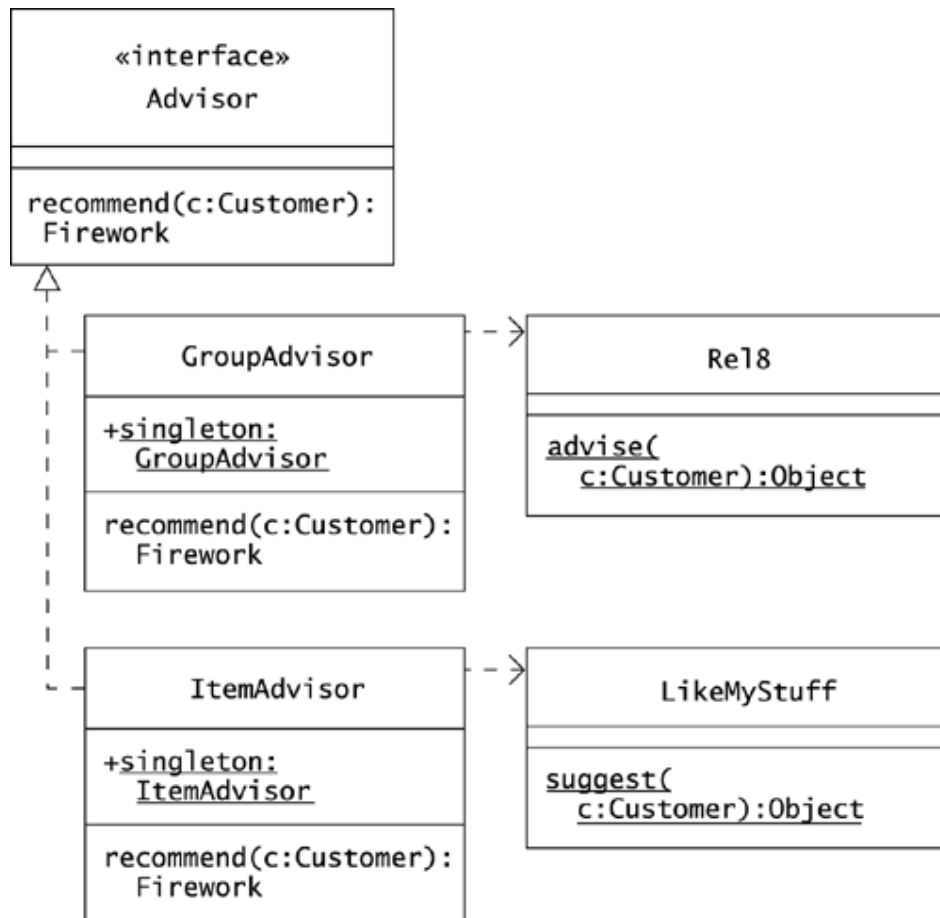 «interface»
Advisor
recommend(c:Customer):
Firework
GroupAdvisor
+singleton:
GroupAdvisor
recommend(c:Customer):
Firework
Rel8
advise(
c:Customer):Object
ItemAdvisor
+singleton:
ItemAdvisor
recommend(c:Customer):
Firework
LikeMyStuff
suggest(
c:Customer):Object